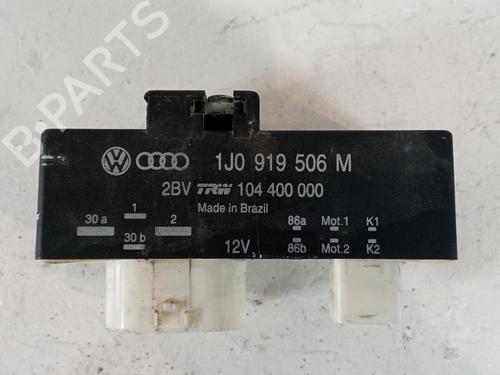 B-PARTS
1J0 919 506 M
2BV TRW 104 400 000
Made in Brazil
30 a 1 2 86a Mot.1 K1
30 b 12V 86b Mot.2 K2